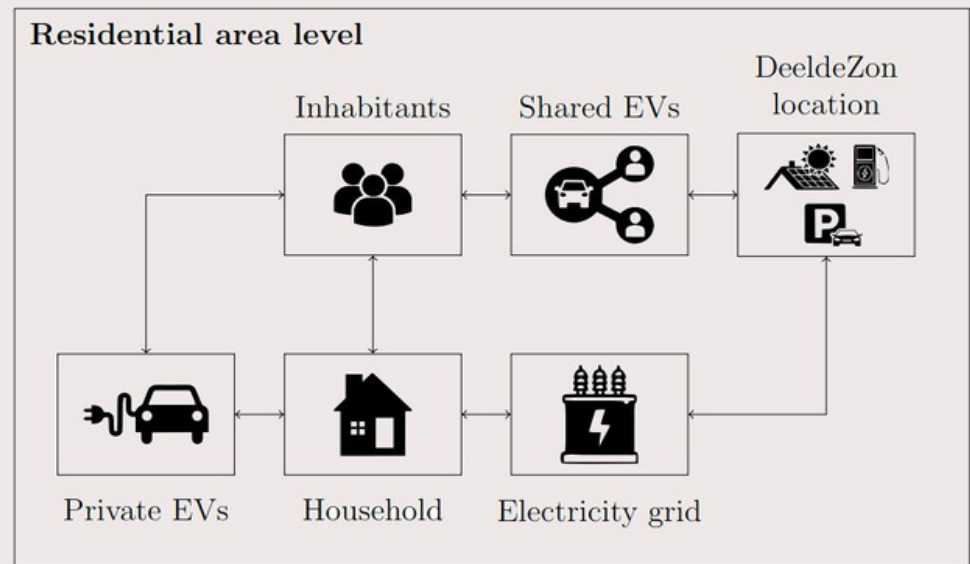 Residential area level
Inhabitants
Shared EVs
DeeldeZon
location
P
Private EVs
Household
Electricity grid